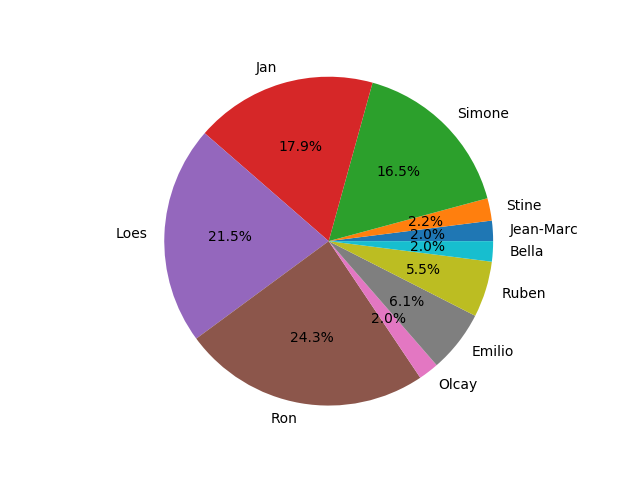 Jan
Simone
17.9%
16.5%
Stine
2.2%
Jean-Marc
2.0%
Loes
21.5%
2.0%
Bella
5.5%
Ruben
6.1%
2.0%
24.3%
Emilio
Olcay
Ron